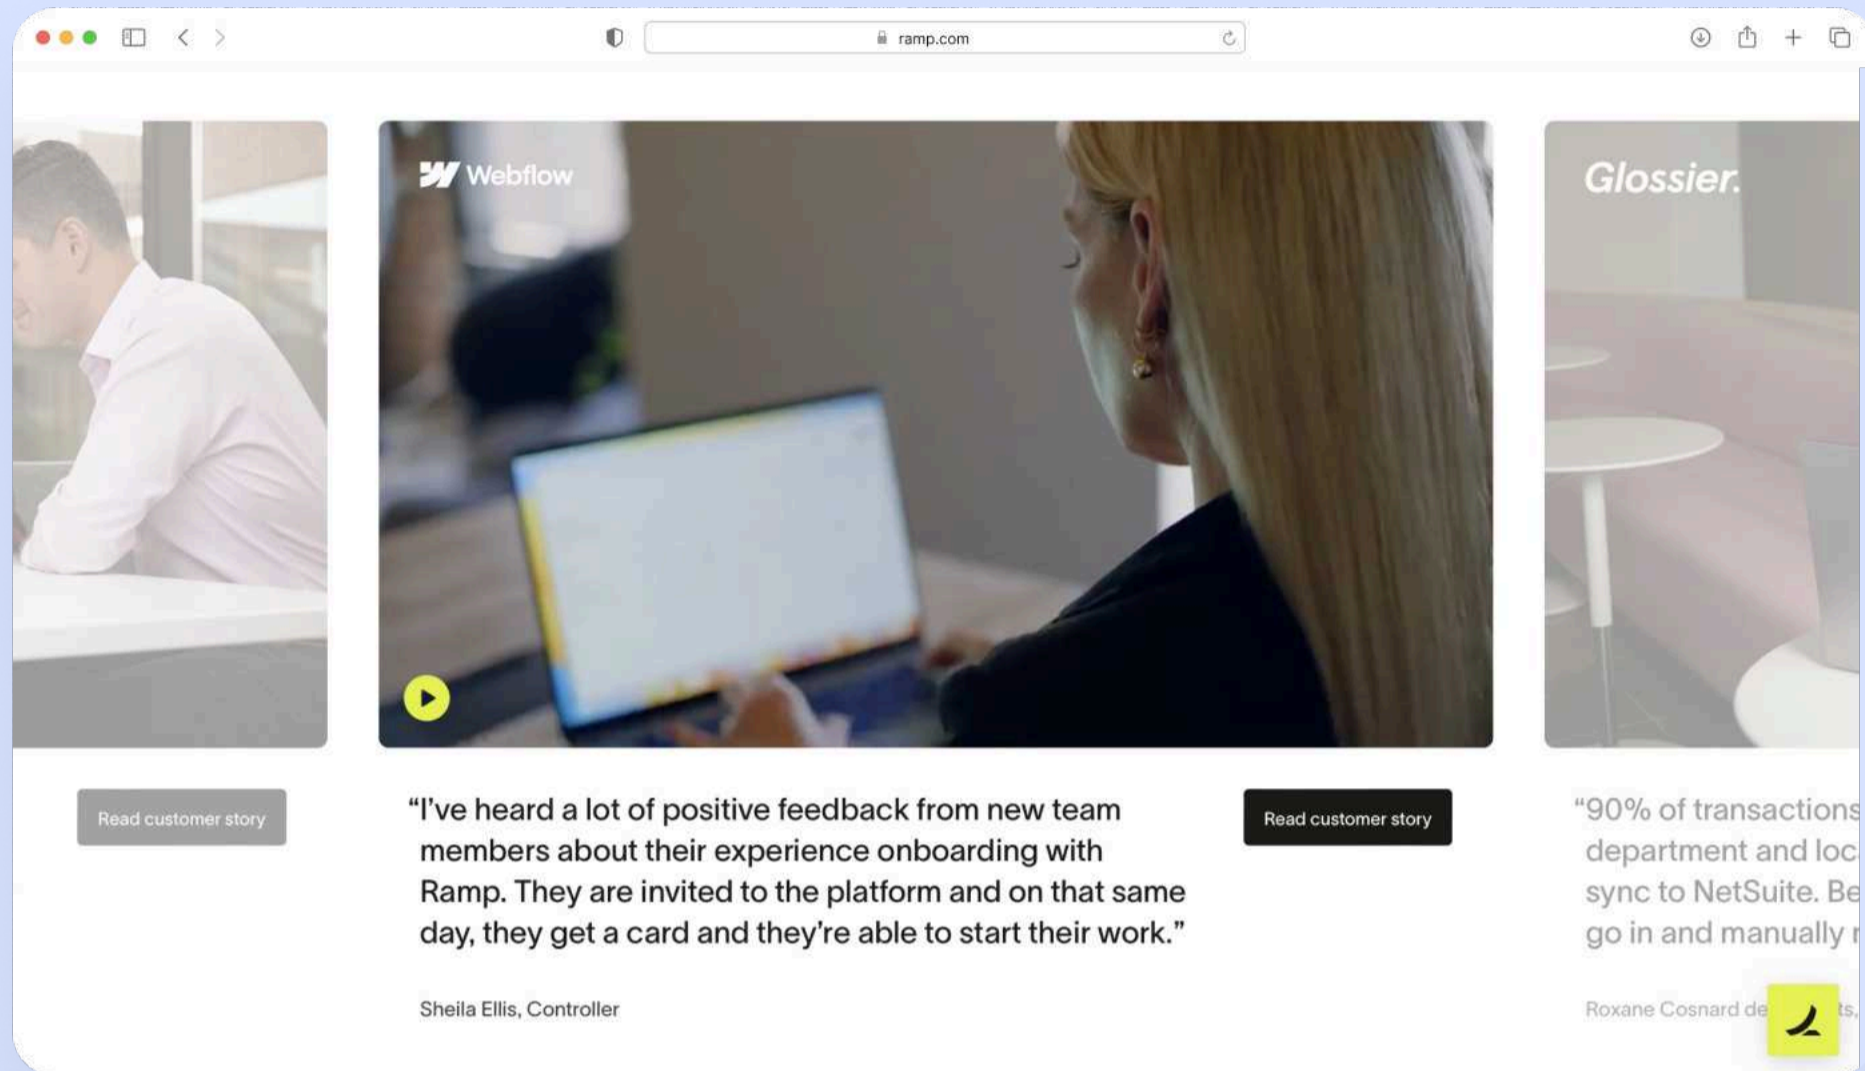 ramp.com
Webflow
Glossier.
Read customer story
“I’ve heard a lot of positive feedback from new team
members about their experience onboarding with
Ramp. They are invited to the platform and on that same
day, they get a card and they’re able to start their work.”
Sheila Ellis, Controller
Read customer story
“90% of transactions
department and loc
sync to NetSuite. Be
go in and manually
Roxane Cosnard de